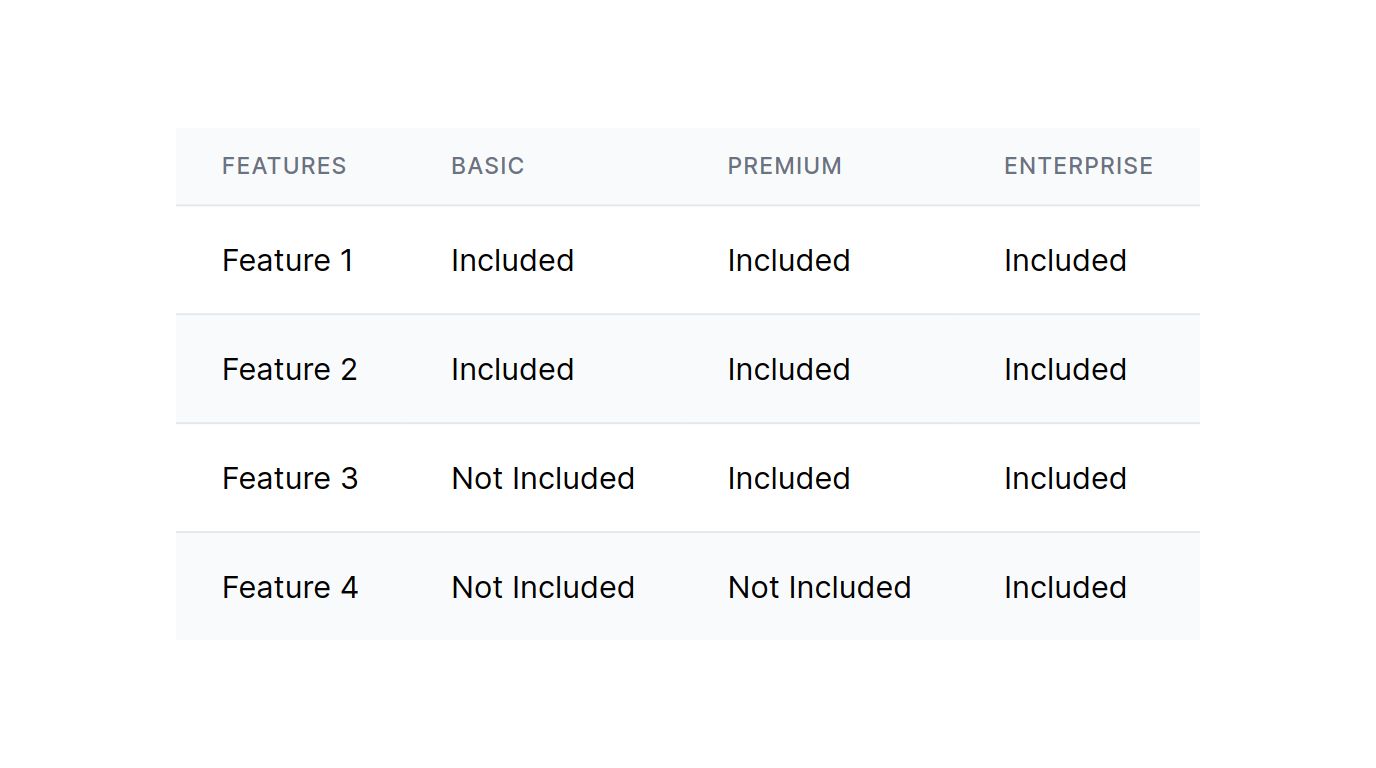 FEATURES BASIC PREMIUM ENTERPRISE
Feature 1 Included Included Included
Feature 2 Included Included Included
Feature 3 Not Included Included Included
Feature 4 Not Included Not Included Included